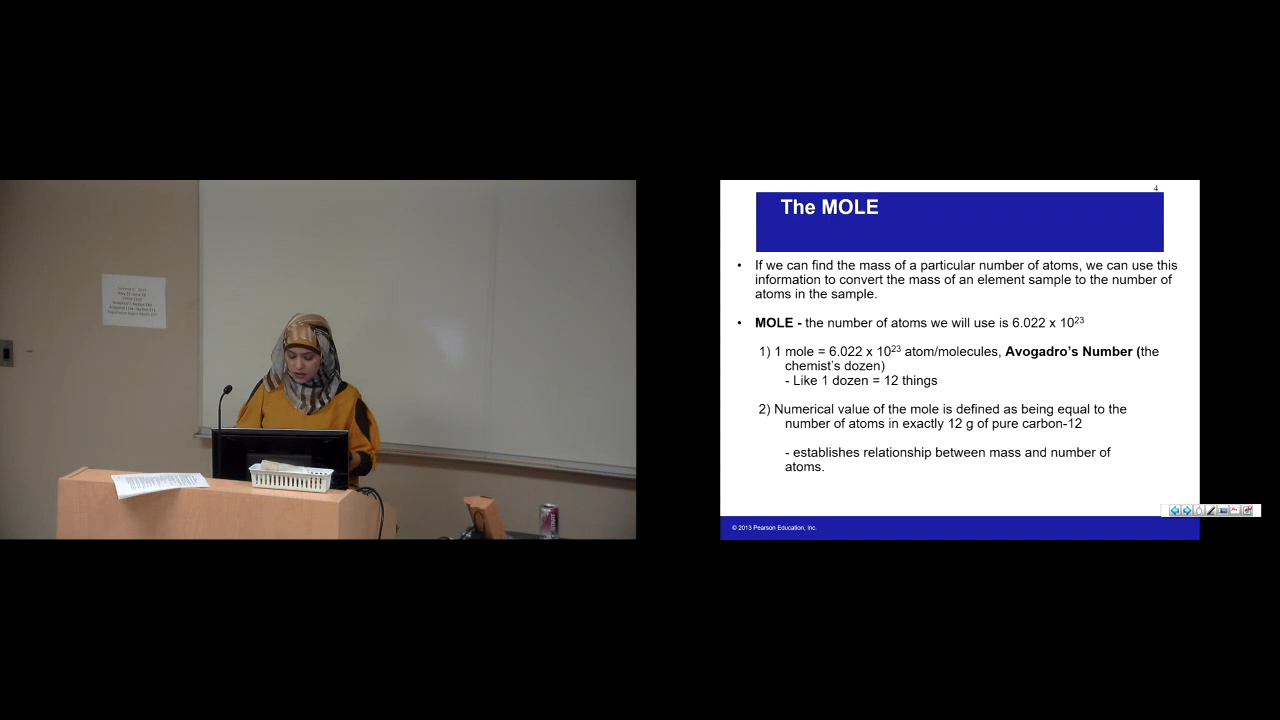 4
The MOLE
• If we can find the mass of a particular number of atoms, we can use this
information to convert the mass of an element sample to the number of
atoms in the sample.
• MOLE - the number of atoms we will use is 6.022 x 10²³
1) 1 mole = 6.022 x 10²³ atom/molecules, Avogadro's Number (the
chemist's dozen)
- Like 1 dozen = 12 things
2) Numerical value of the mole is defined as being equal to the
number of atoms in exactly 12 g of pure carbon-12
- establishes relationship between mass and number of
atoms.
© 2013 Pearson Education, Inc.